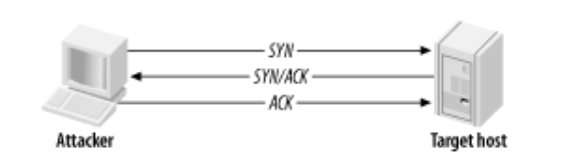 SYN
SYN/ACK
ACK
Attacker
Target host